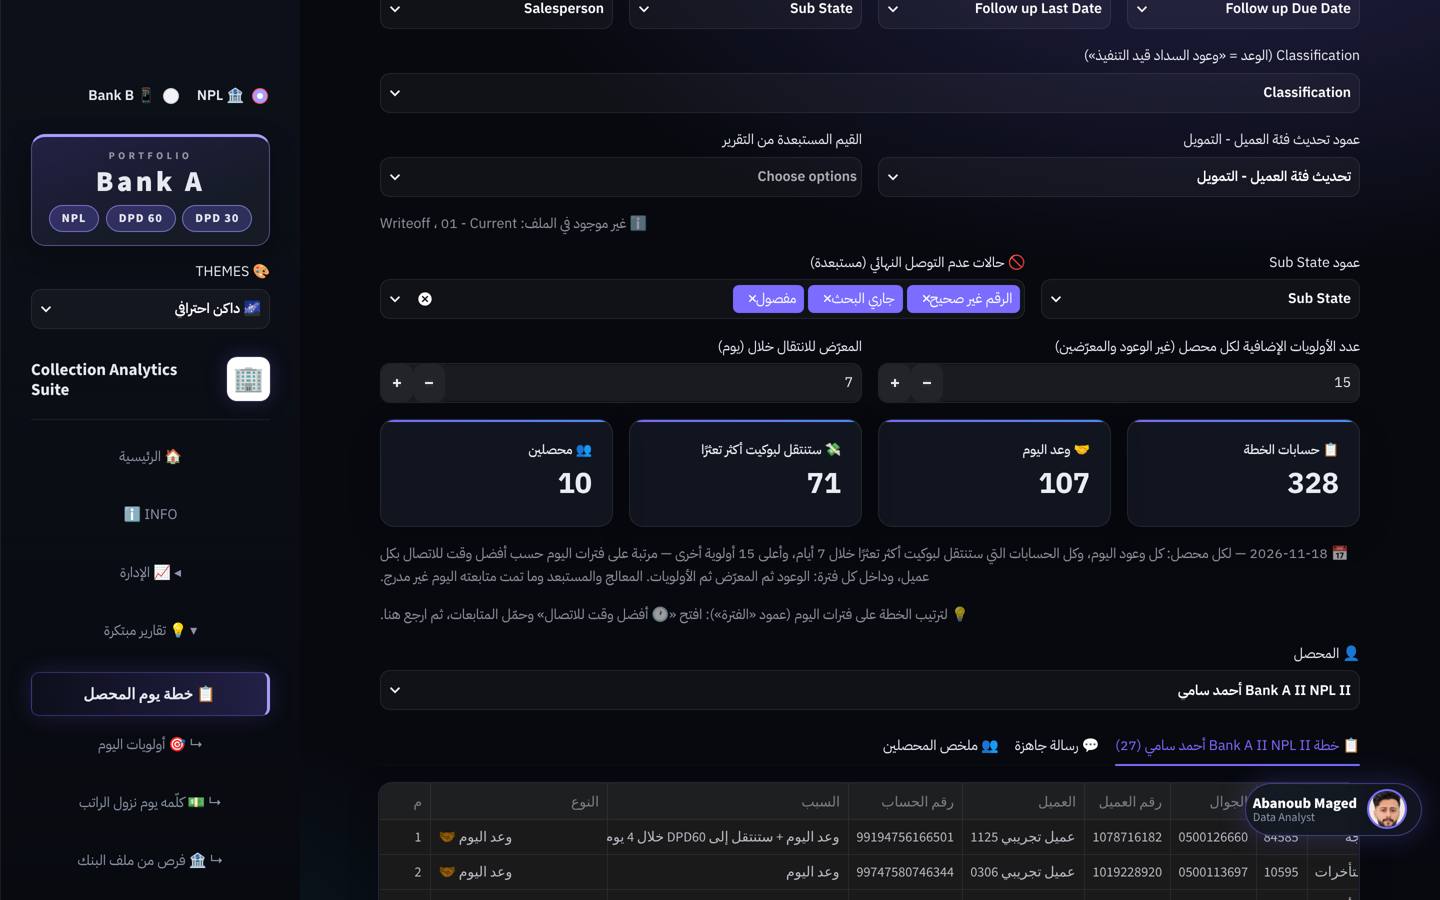 Follow up Due Date
Follow up Last Date
Sub State
Salesperson
Classification (الوعد = «وعود السداد قيد التنفيذ»)
Classification
عمود تحديث فئة العميل - التمويل
القيم المستبعدة من التقرير
تحديث فئة العميل - التمويل
Choose options
ℹ️ غير موجود في الملف: Writeoff ، 01 - Current
عمود Sub State
🚫 حالات عدم التوصل النهائي (مستبعدة)
Sub State
الرقم غير صحيح×
جاري البحث×
مفصول×
عدد الأولويات الإضافية لكل محصل (غير الوعود والمعرّضين)
المعرّض للانتقال خلال (يوم)
15
7
📋 حسابات الخطة
328
🤝 وعد اليوم
107
💸 ستنتقل لبوكيت أكثر تعثرًا
71
👥 محصلين
10
📅 2026-11-18 — لكل محصل: كل وعود اليوم، وكل الحسابات التي ستنتقل لبوكيت أكثر تعثرًا خلال 7 أيام، وأعلى 15 أولوية أخرى — مرتبة على فترات اليوم حسب أفضل وقت للاتصال بكل
عميل، وداخل كل فترة: الوعود ثم المعرّض ثم الأولويات. المعالج والمستبعد وما تمت متابعته اليوم غير مدرج.
💡 لترتيب الخطة على فترات اليوم (عمود «الفترة»): افتح «🕐 أفضل وقت للاتصال» وحمّل المتابعات، ثم ارجع هنا.
👤 المحصل
Bank A II NPL II أحمد سامي
📋 خطة Bank A II NPL II أحمد سامي (27)
💬 رسالة جاهزة
👥 ملخص المحصلين
الجوال
رقم العميل
العميل
رقم الحساب
السبب
النوع
م
84585 0500126660 1078716182 عميل تجريبي 1125 99194756166501 وعد اليوم + ستنتقل إلى DPD60 خلال 4 يوم وعد اليوم 🤝 1
10595 0500113697 1019228920 عميل تجريبي 0306 99747580746344 وعد اليوم وعد اليوم 🤝 2
Abanoub Maged
Data Analyst
NPL 🏦
Bank B 📱
PORTFOLIO
Bank A
NPL
DPD 60
DPD 30
🎨 THEMES
🌌 داكن احترافي
Collection Analytics
Suite
🏠 الرئيسية
ℹ️ INFO
◂ 📈 الإدارة
▾ 💡 تقارير مبتكرة
📋 خطة يوم المحصل
↳ 🎯 أولويات اليوم
↳ 💵 كلّمه يوم نزول الراتب
↳ 🏦 فرص من ملف البنك